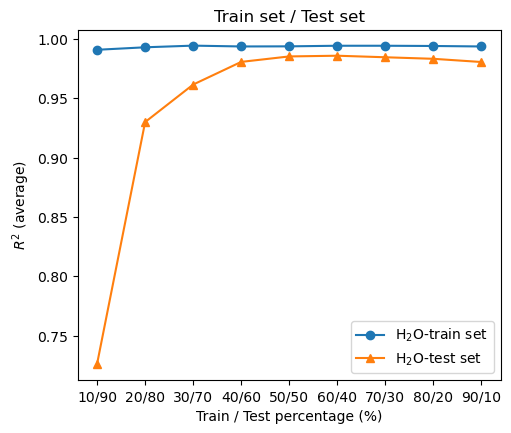 Train set / Test set
R² (average)
1.00
0.95
0.90
0.85
0.80
0.75
H₂O-train set
H₂O-test set
10/90 20/80 30/70 40/60 50/50 60/40 70/30 80/20 90/10
Train / Test percentage (%)